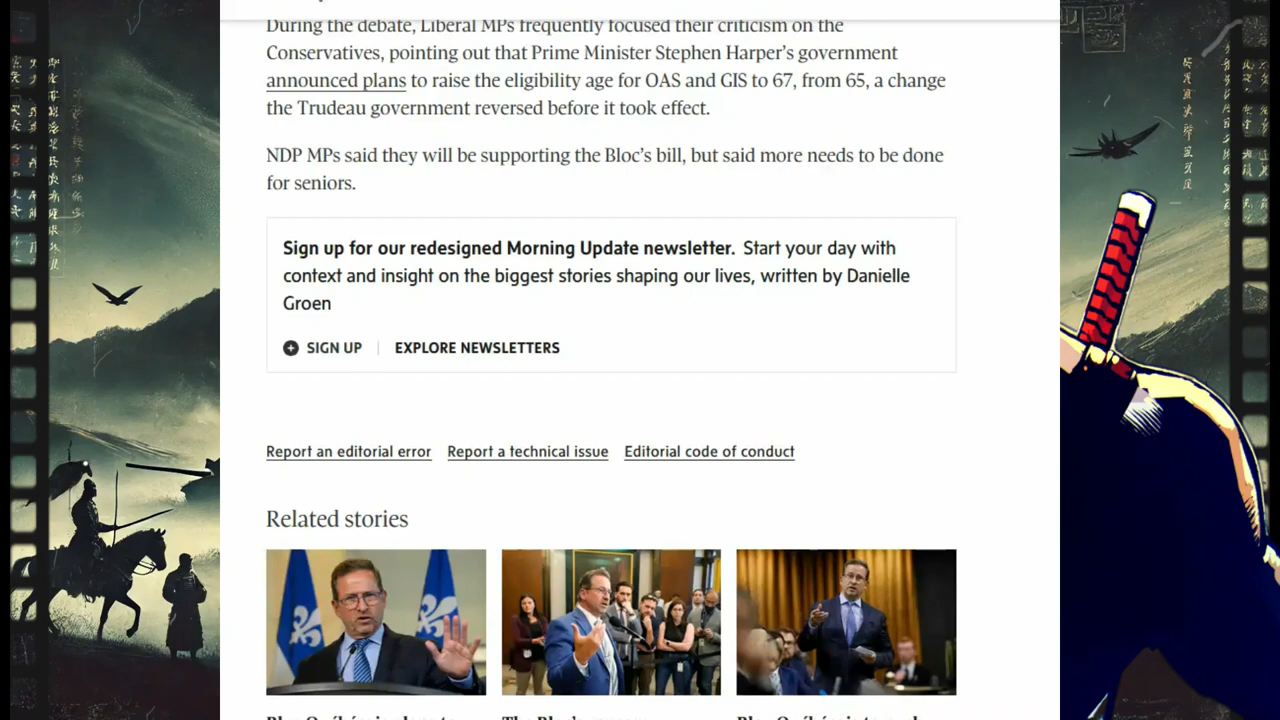 During the debate, Liberal MPs frequently focused their criticism on the
Conservatives, pointing out that Prime Minister Stephen Harper's government
announced plans to raise the eligibility age for OAS and GIS to 67, from 65, a change
the Trudeau government reversed before it took effect.
NDP MPs said they will be supporting the Bloc's bill, but said more needs to be done
for seniors.
Sign up for our redesigned Morning Update newsletter. Start your day with
context and insight on the biggest stories shaping our lives, written by Danielle
Groen
SIGN UP EXPLORE NEWSLETTERS
Report an editorial error Report a technical issue Editorial code of conduct
Related stories